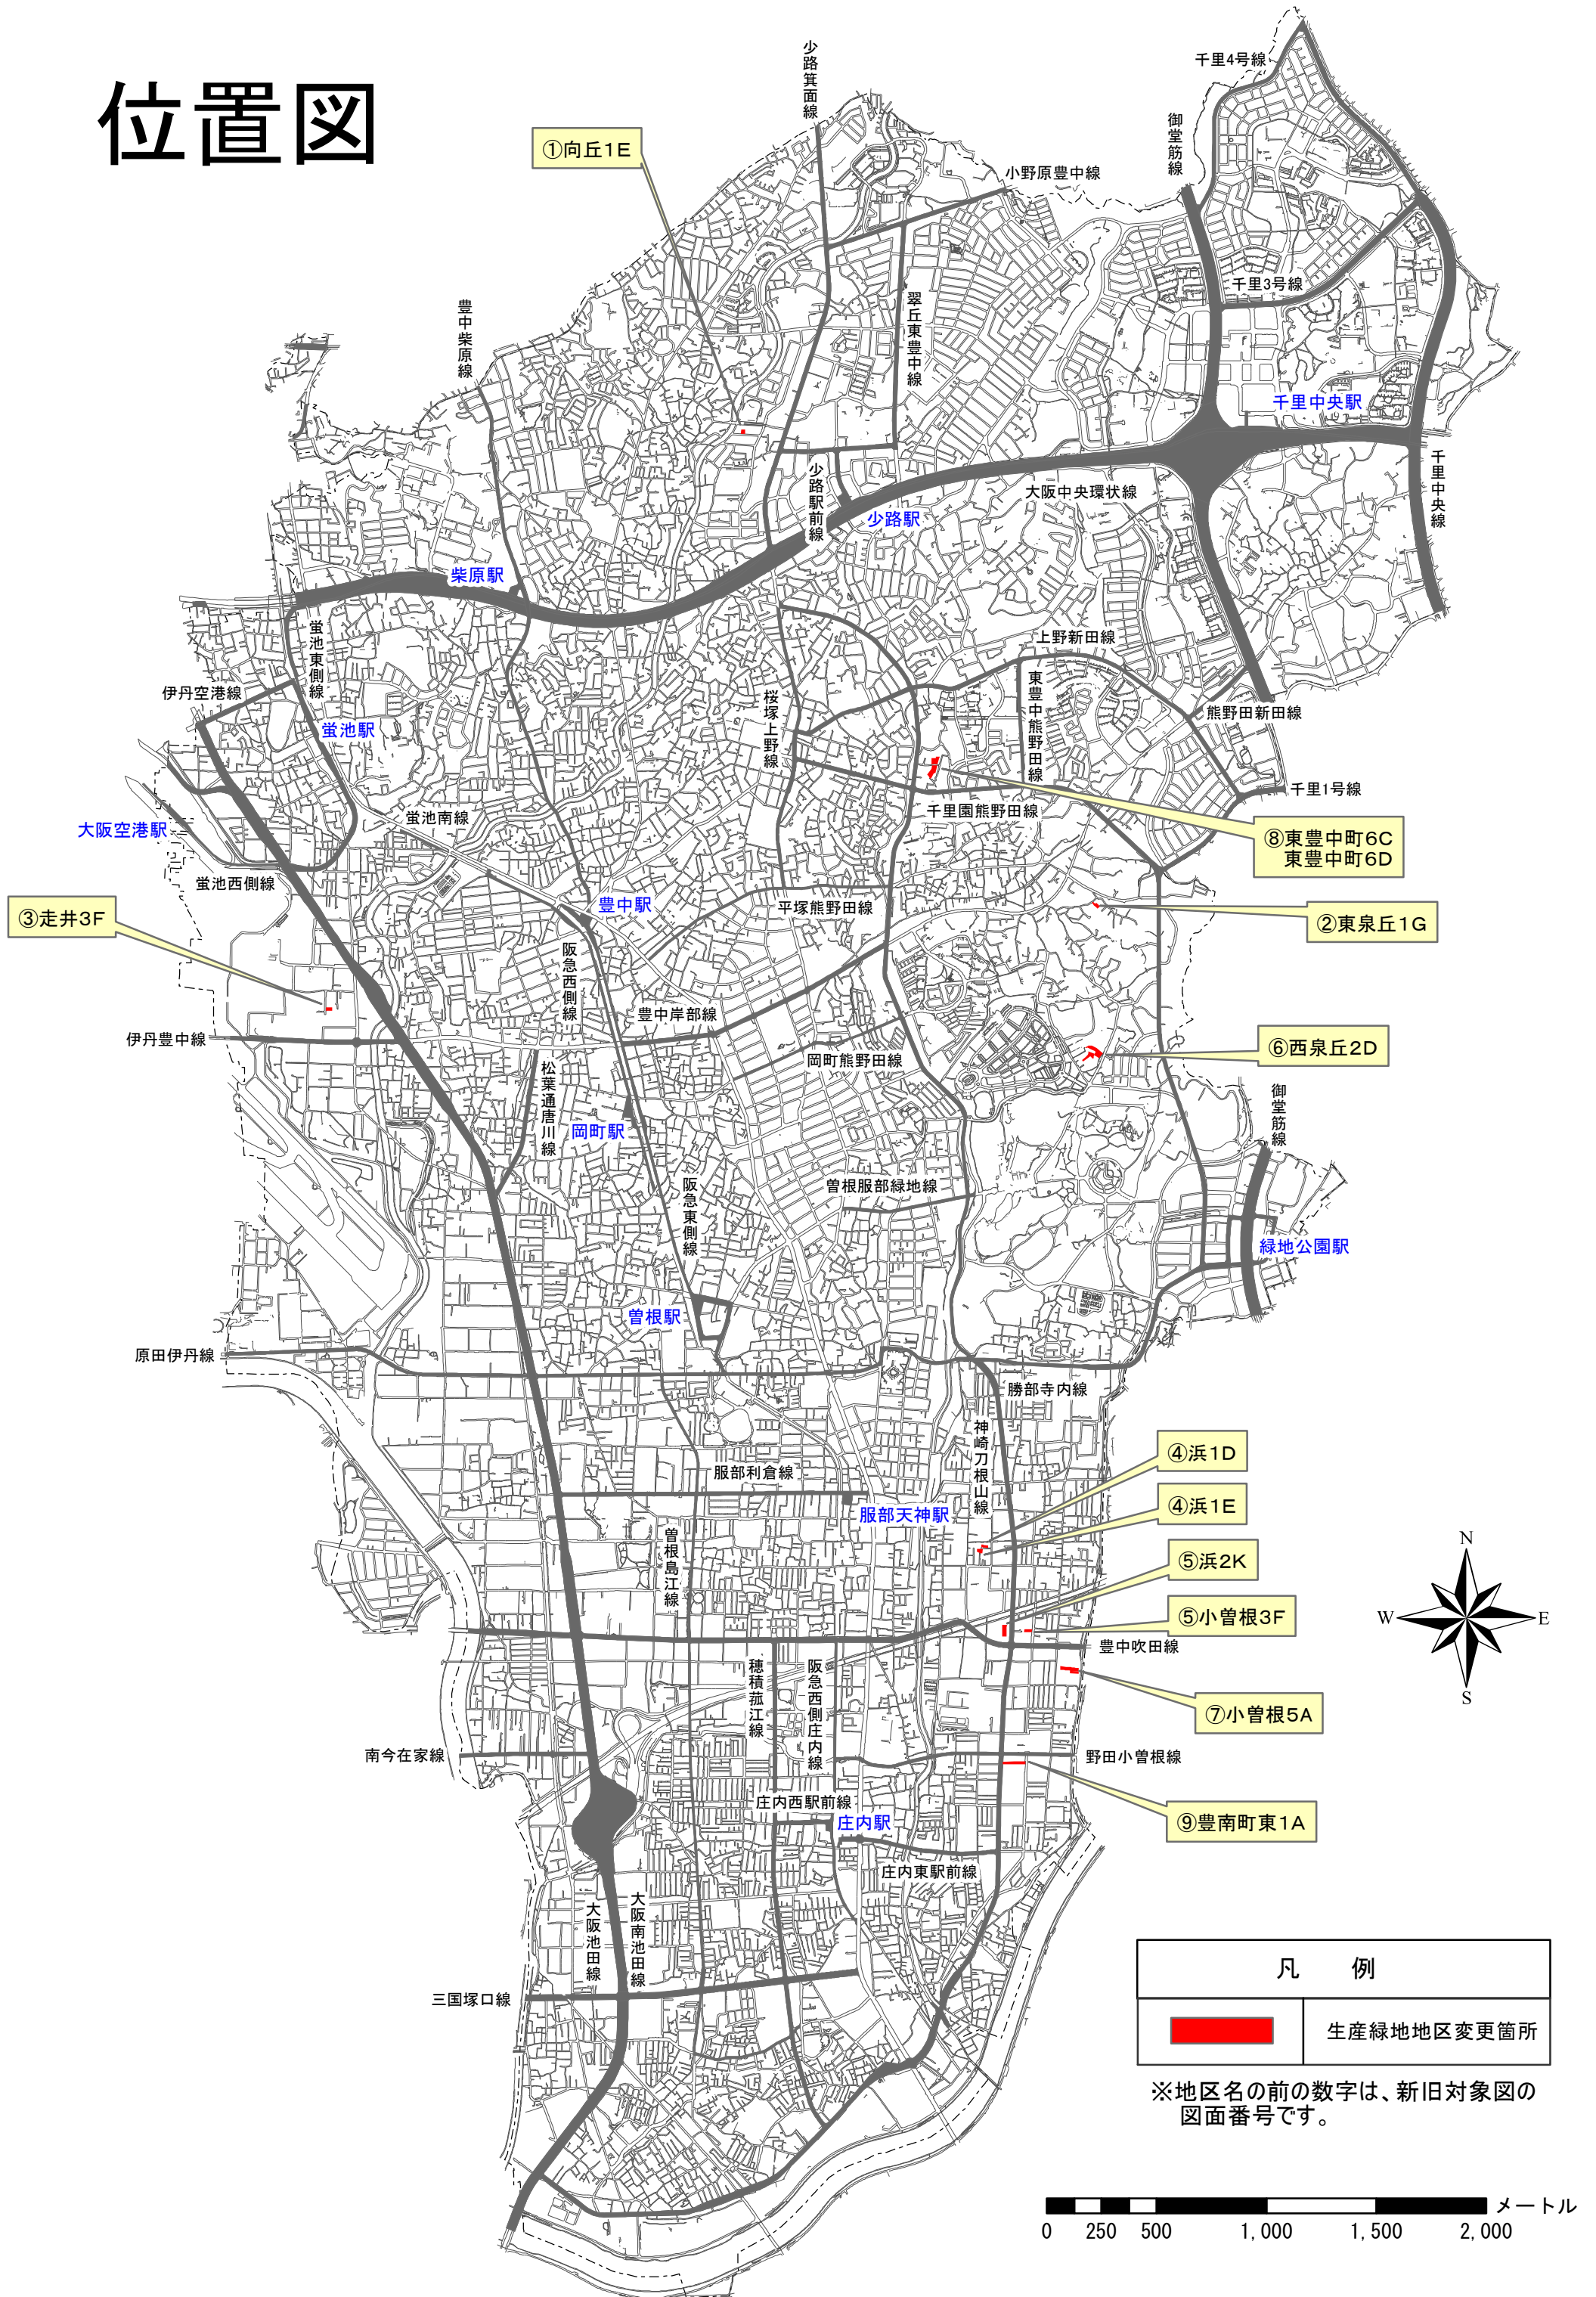 位置図
少路箕面線
千里4号線
御堂筋線
①向丘1E
小野原豊中線
千里3号線
翠丘東豊中線
豊中柴原線
千里中央駅
千里中央線
少路駅前線
大阪中央環状線
少路駅
柴原駅
蛍池東側線
上野新田線
伊丹空港線
東豊中熊野田線
桜塚上野線
熊野田新田線
蛍池駅
千里1号線
千里園熊野田線
蛍池南線
大阪空港駅
⑧東豊中町6C
東豊中町6D
蛍池西側線
豊中駅
平塚熊野田線
③走井3F
②東泉丘1G
阪急西側線
豊中岸部線
伊丹豊中線
⑥西泉丘2D
岡町熊野田線
松葉通唐川線
御堂筋線
岡町駅
阪急東側線
曽根服部緑地線
緑地公園駅
曽根駅
原田伊丹線
勝部寺内線
神崎刀根山線
④浜1D
服部利倉線
④浜1E
服部天神駅
曽根島江線
⑤浜2K
N
W
E
S
⑤小曽根3F
豊中吹田線
穂積菰江線
阪急西側庄内線
⑦小曽根5A
南今在家線
野田小曽根線
庄内西駅前線
⑨豊南町東1A
庄内駅
庄内東駅前線
大阪池田線
大阪南池田線
三国塚口線
凡　例
生産緑地地区変更箇所
※地区名の前の数字は、新旧対象図の
図面番号です。
メートル
0 250 500 1,000 1,500 2,000